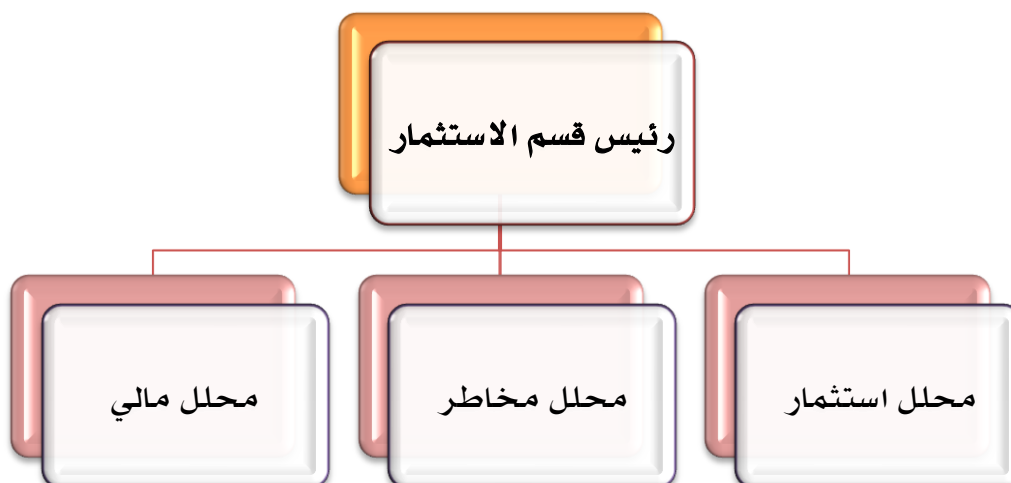 رئيس قسم الاستثمار
محلل استثمار
محلل مخاطر
محلل مالي